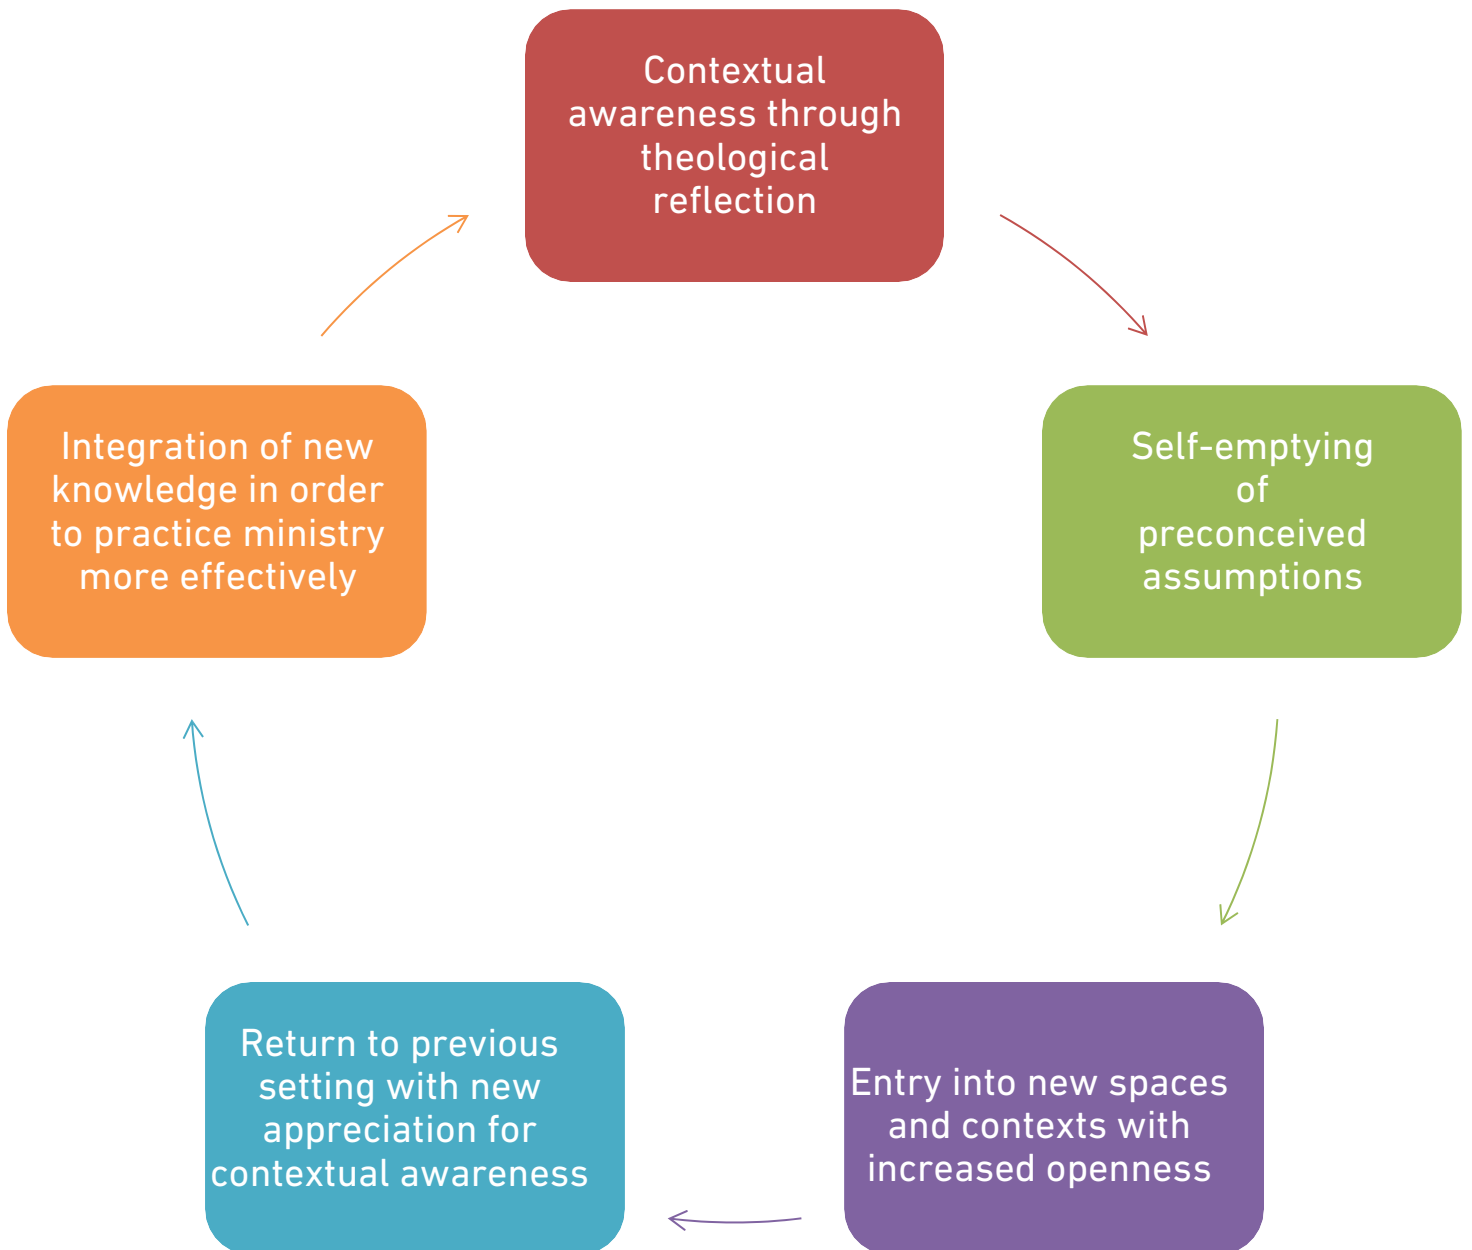 Contextual
awareness through
theological
reflection
Self-emptying
of
preconceived
assumptions
Entry into new spaces
and contexts with
increased openness
Return to previous
setting with new
appreciation for
contextual awareness
Integration of new
knowledge in order
to practice ministry
more effectively